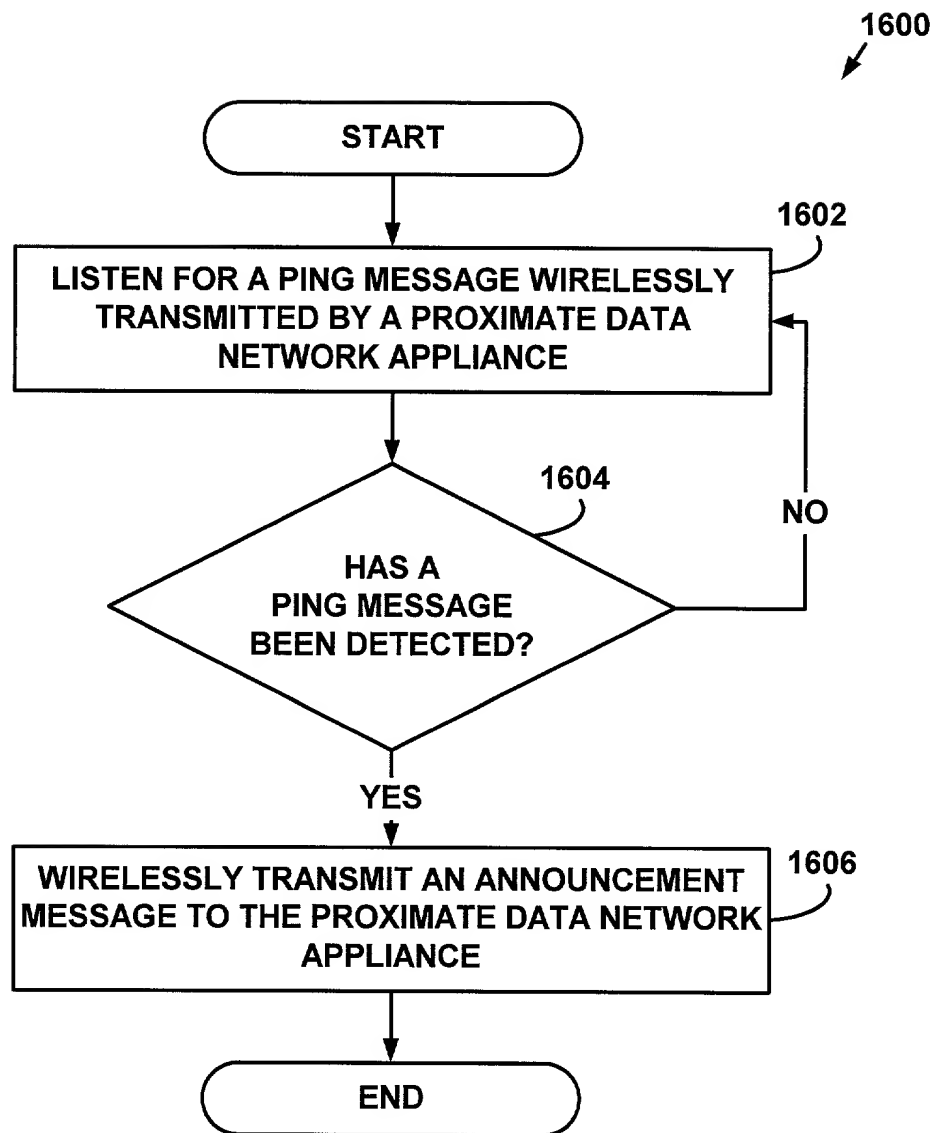 1600
START
1602
LISTEN FOR A PING MESSAGE WIRELESSLY
TRANSMITTED BY A PROXIMATE DATA
NETWORK APPLIANCE
1604
NO
HAS A
PING MESSAGE
BEEN DETECTED?
YES
1606
WIRELESSLY TRANSMIT AN ANNOUNCEMENT
MESSAGE TO THE PROXIMATE DATA NETWORK
APPLIANCE
END